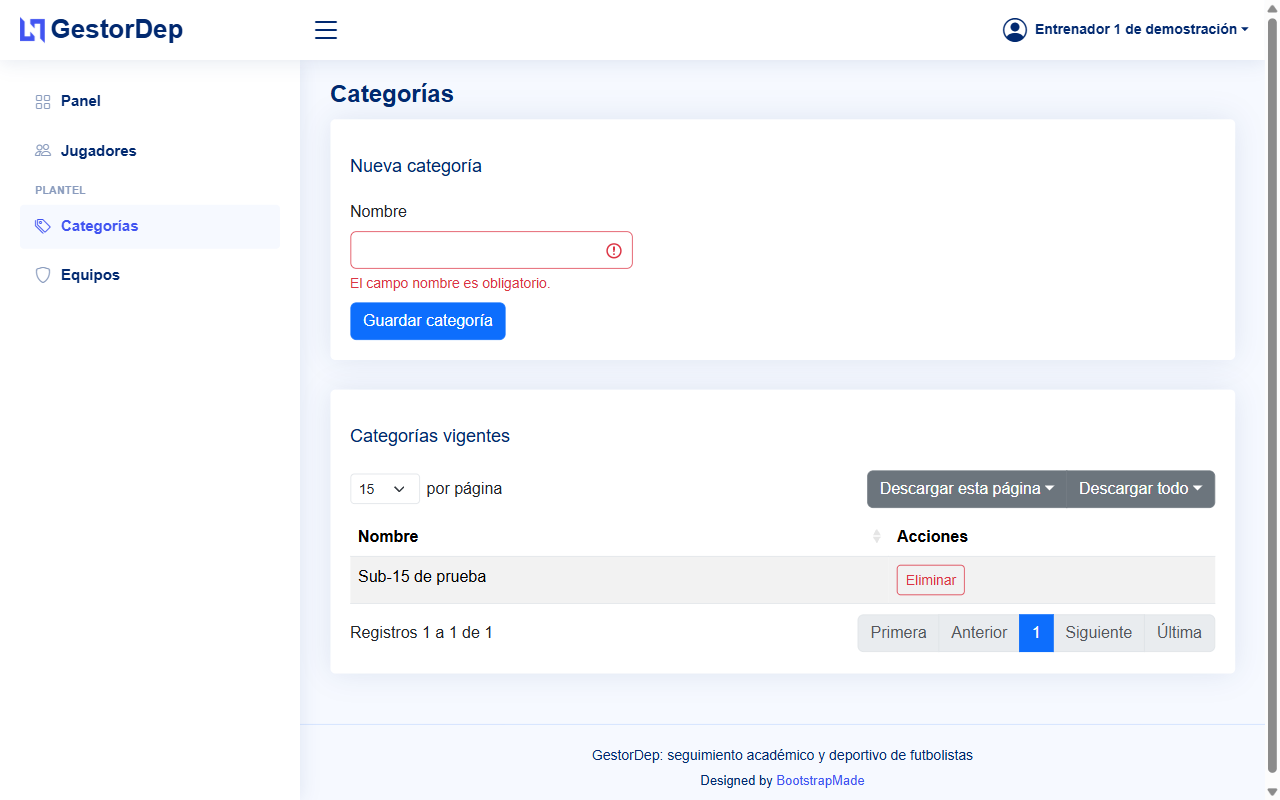 GestorDep
Entrenador 1 de demostración
Panel
Jugadores
PLANTEL
Categorías
Equipos
Categorías
Nueva categoría
Nombre
El campo nombre es obligatorio.
Guardar categoría
Categorías vigentes
15 por página
Descargar esta página Descargar todo
Nombre Acciones
Sub-15 de prueba Eliminar
Registros 1 a 1 de 1
Primera Anterior 1 Siguiente Última
GestorDep: seguimiento académico y deportivo de futbolistas
Designed by BootstrapMade